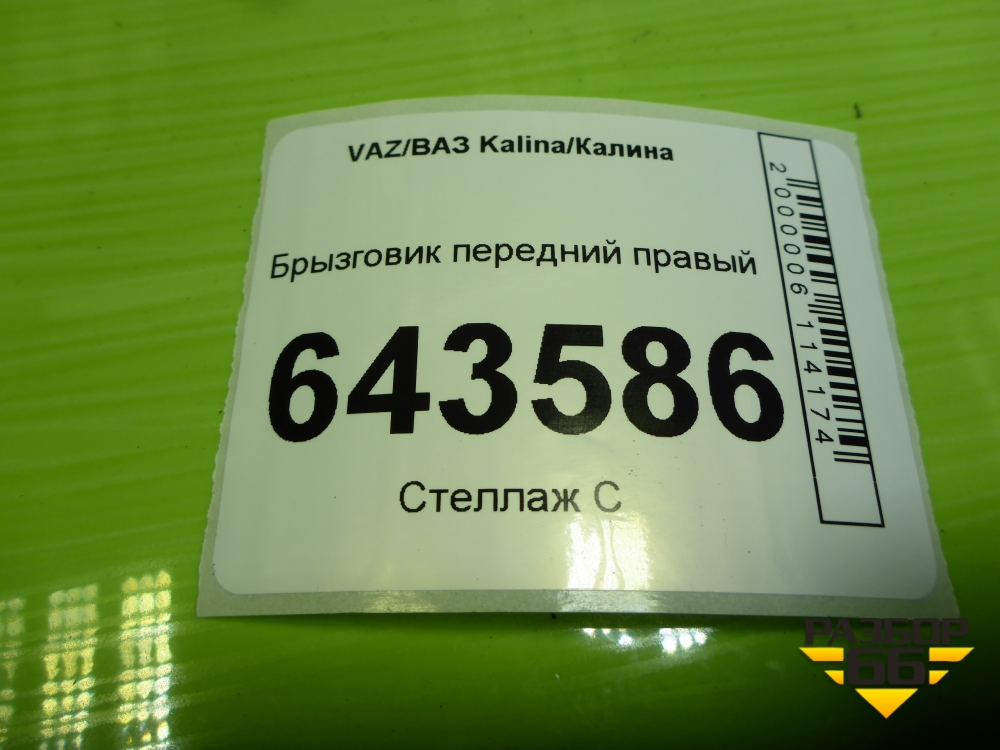 VAZ/ВАЗ Kalina/Калина
Брызговик передний правый
643586
Стеллаж С
2000006114174
РАЗБОР
66